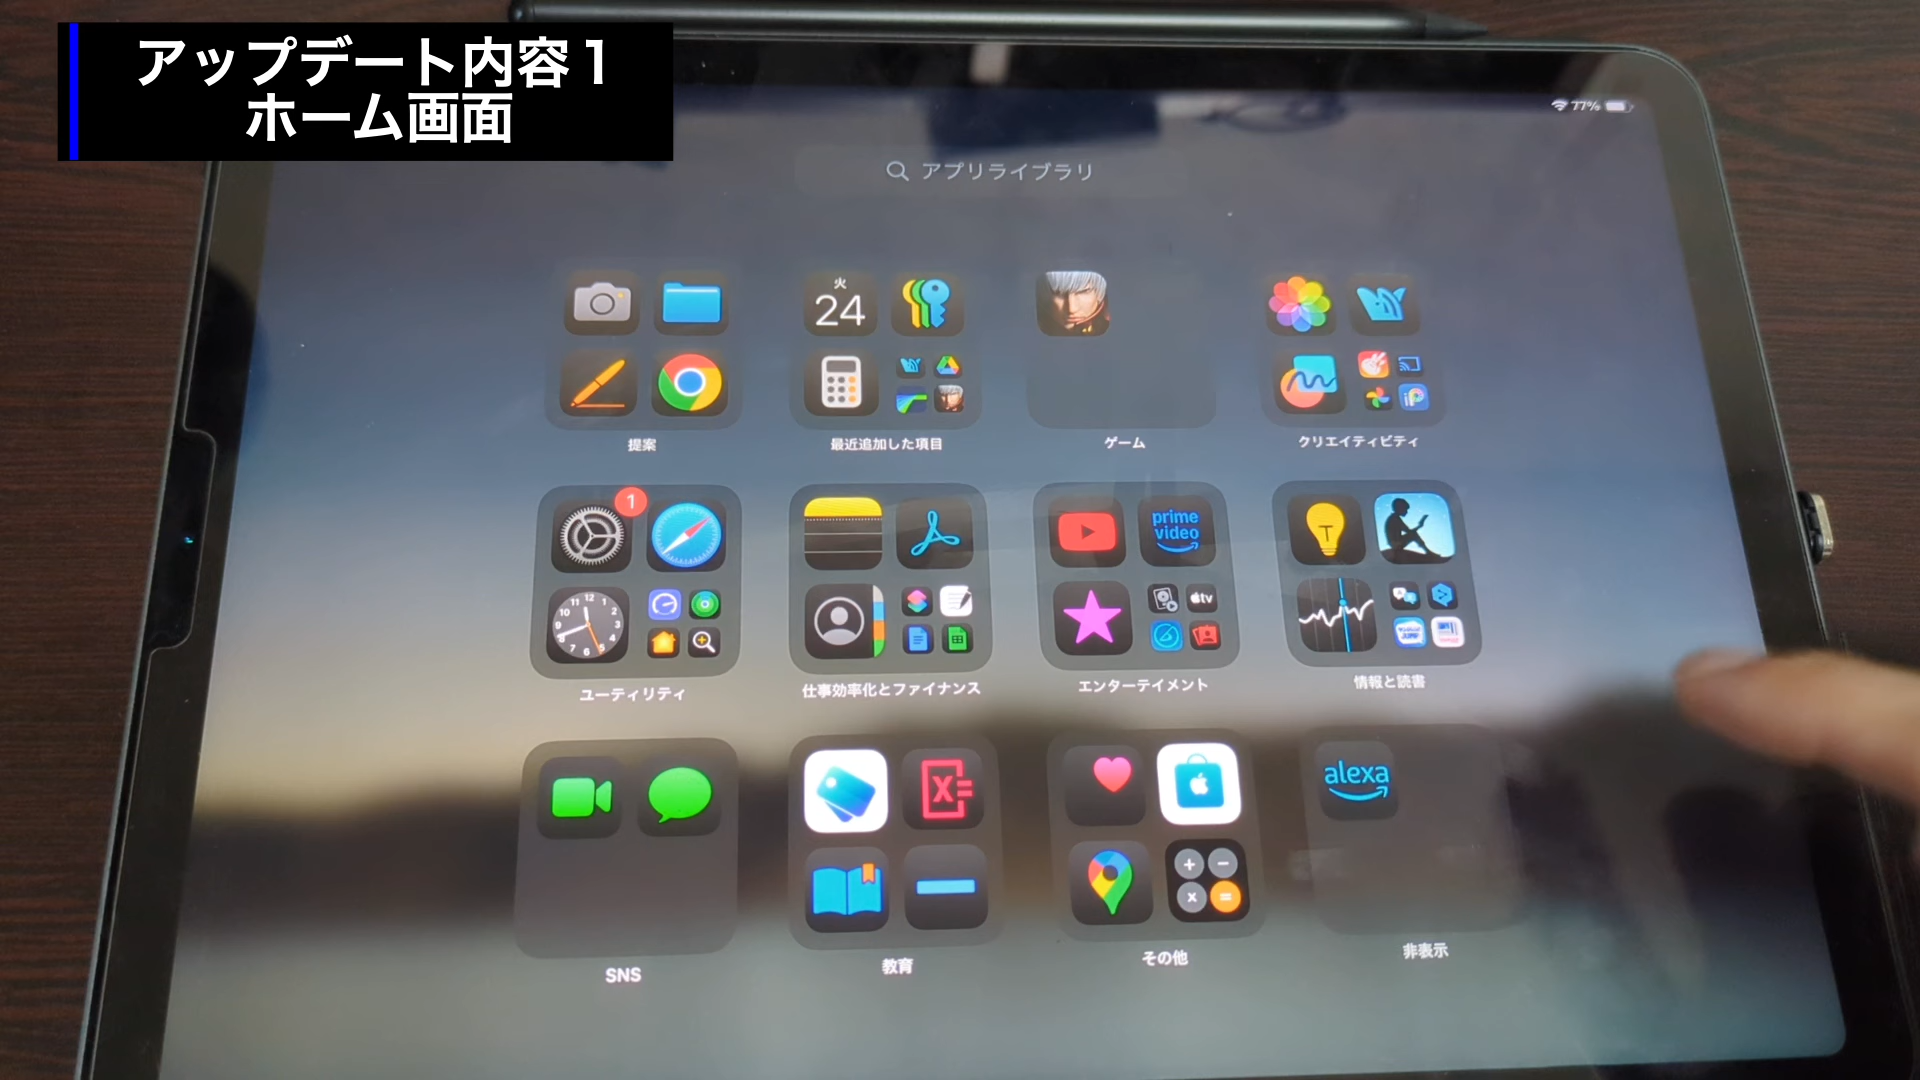 アップデート内容1
ホーム画面
77%
アプリライブラリ
火
24
提案
最近追加した項目
ゲーム
クリエイティビティ
1
prime
video
tv
T
ユーティリティ
仕事効率化とファイナンス
エンターテイメント
情報と読書
alexa
X
SNS
教育
その他
非表示